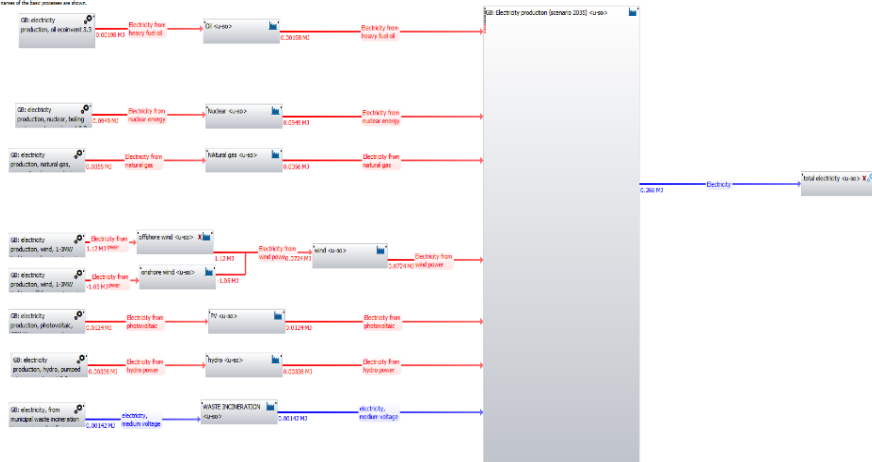 names of the basic processes are shown.
GB: electricity
production, oil ecoinvent 3.3
0.00198 MJ
Electricity from
heavy fuel oil
Oil <u-so>
0.00198 MJ
Electricity from
heavy fuel oil
GB: Electricity production (scenario 2035) <u-so>
GB: electricity
production, nuclear, boiling
0.0949 MJ
Electricity from
nuclear energy
Nuclear <u-so>
0.0949 MJ
Electricity from
nuclear energy
GB: electricity
production, natural gas,
0.0356 MJ
Electricity from
natural gas
NAtural gas <u-so>
0.0356 MJ
Electricity from
natural gas
total electricity <u-so> X
0.266 MJ
Electricity
GB: electricity
production, wind, 1-3MW
1.12 MJ
Electricity from
power
offshore wind <u-so> X
1.12 MJ
Electricity from
wind power
0.0724 MJ
wind <u-so>
0.0724 MJ
Electricity from
wind power
GB: electricity
production, wind, 1-3MW
-1.05 MJ
Electricity from
power
onshore wind <u-so>
-1.05 MJ
GB: electricity
production, photovoltaic,
0.0124 MJ
Electricity from
photovoltaic
PV <u-so>
0.0124 MJ
Electricity from
photovoltaic
GB: electricity
production, hydro, pumped
0.00338 MJ
Electricity from
hydro power
hydro <u-so>
0.00338 MJ
Electricity from
hydro power
GB: electricity, from
municipal waste incineration
0.00142 MJ
electricity,
medium voltage
WASTE INCINERATION
<u-so>
0.00142 MJ
electricity,
medium voltage